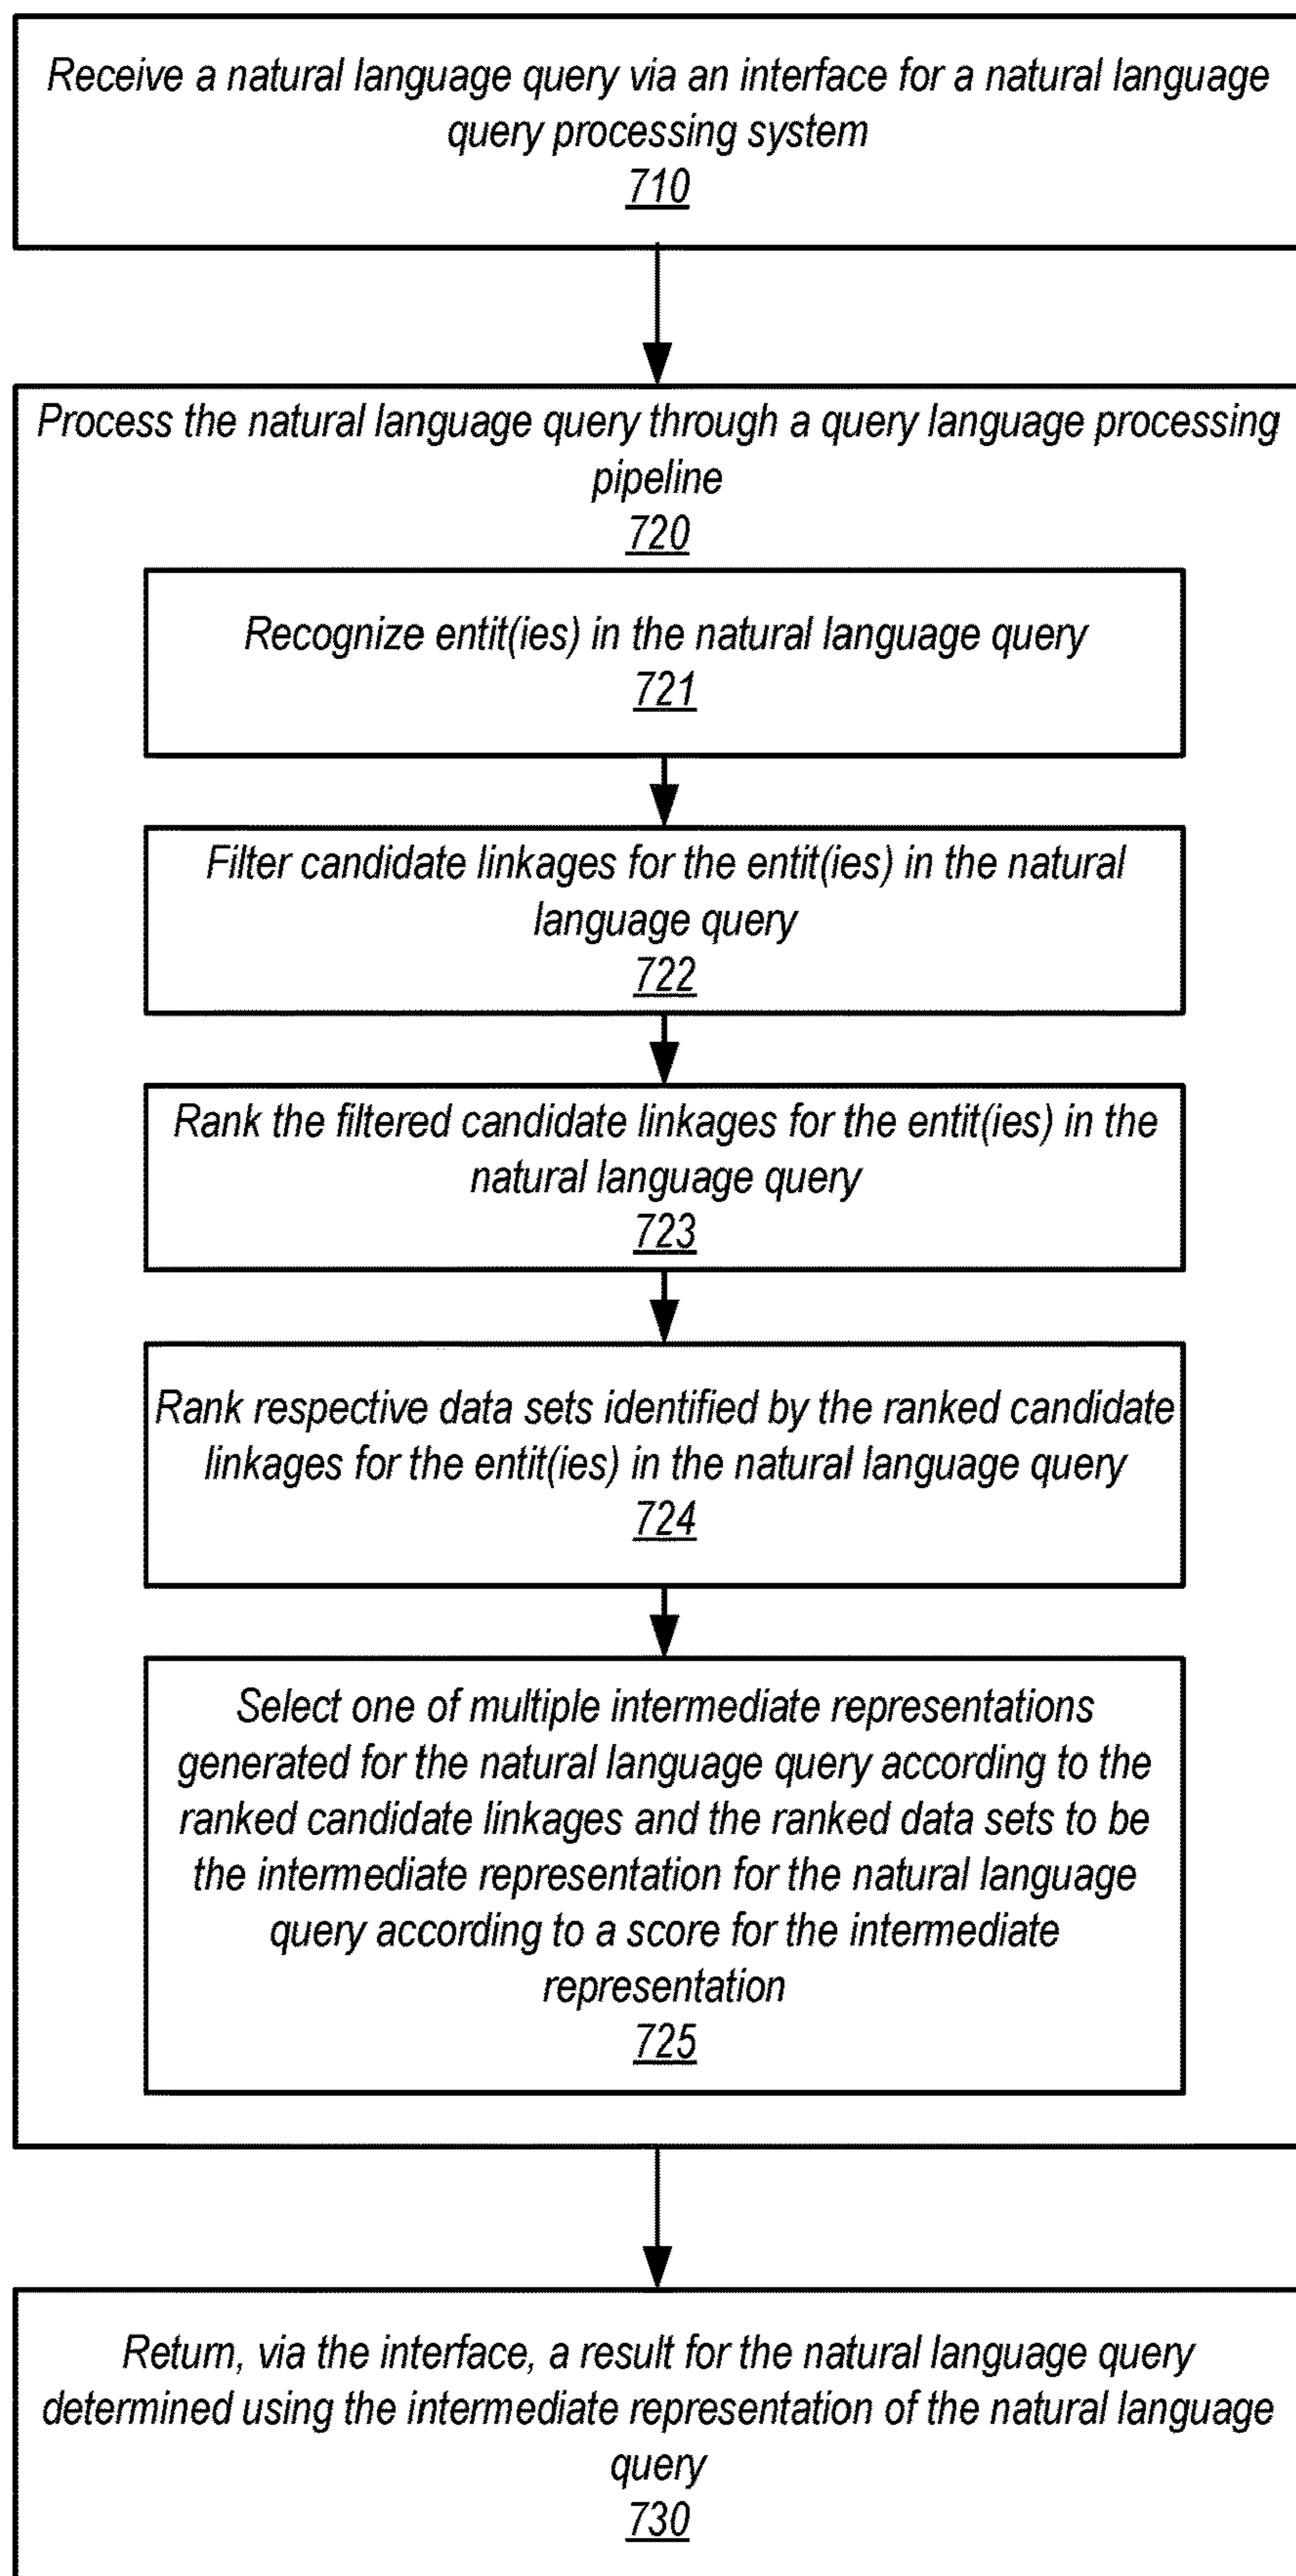 Receive a natural language query via an interface for a natural language
query processing system
710
Process the natural language query through a query language processing
pipeline
720
Recognize entit(ies) in the natural language query
721
Filter candidate linkages for the entit(ies) in the natural
language query
722
Rank the filtered candidate linkages for the entit(ies) in the
natural language query
723
Rank respective data sets identified by the ranked candidate
linkages for the entit(ies) in the natural language query
724
Select one of multiple intermediate representations
generated for the natural language query according to the
ranked candidate linkages and the ranked data sets to be
the intermediate representation for the natural language
query according to a score for the intermediate
representation
725
Return, via the interface, a result for the natural language query
determined using the intermediate representation of the natural language
query
730